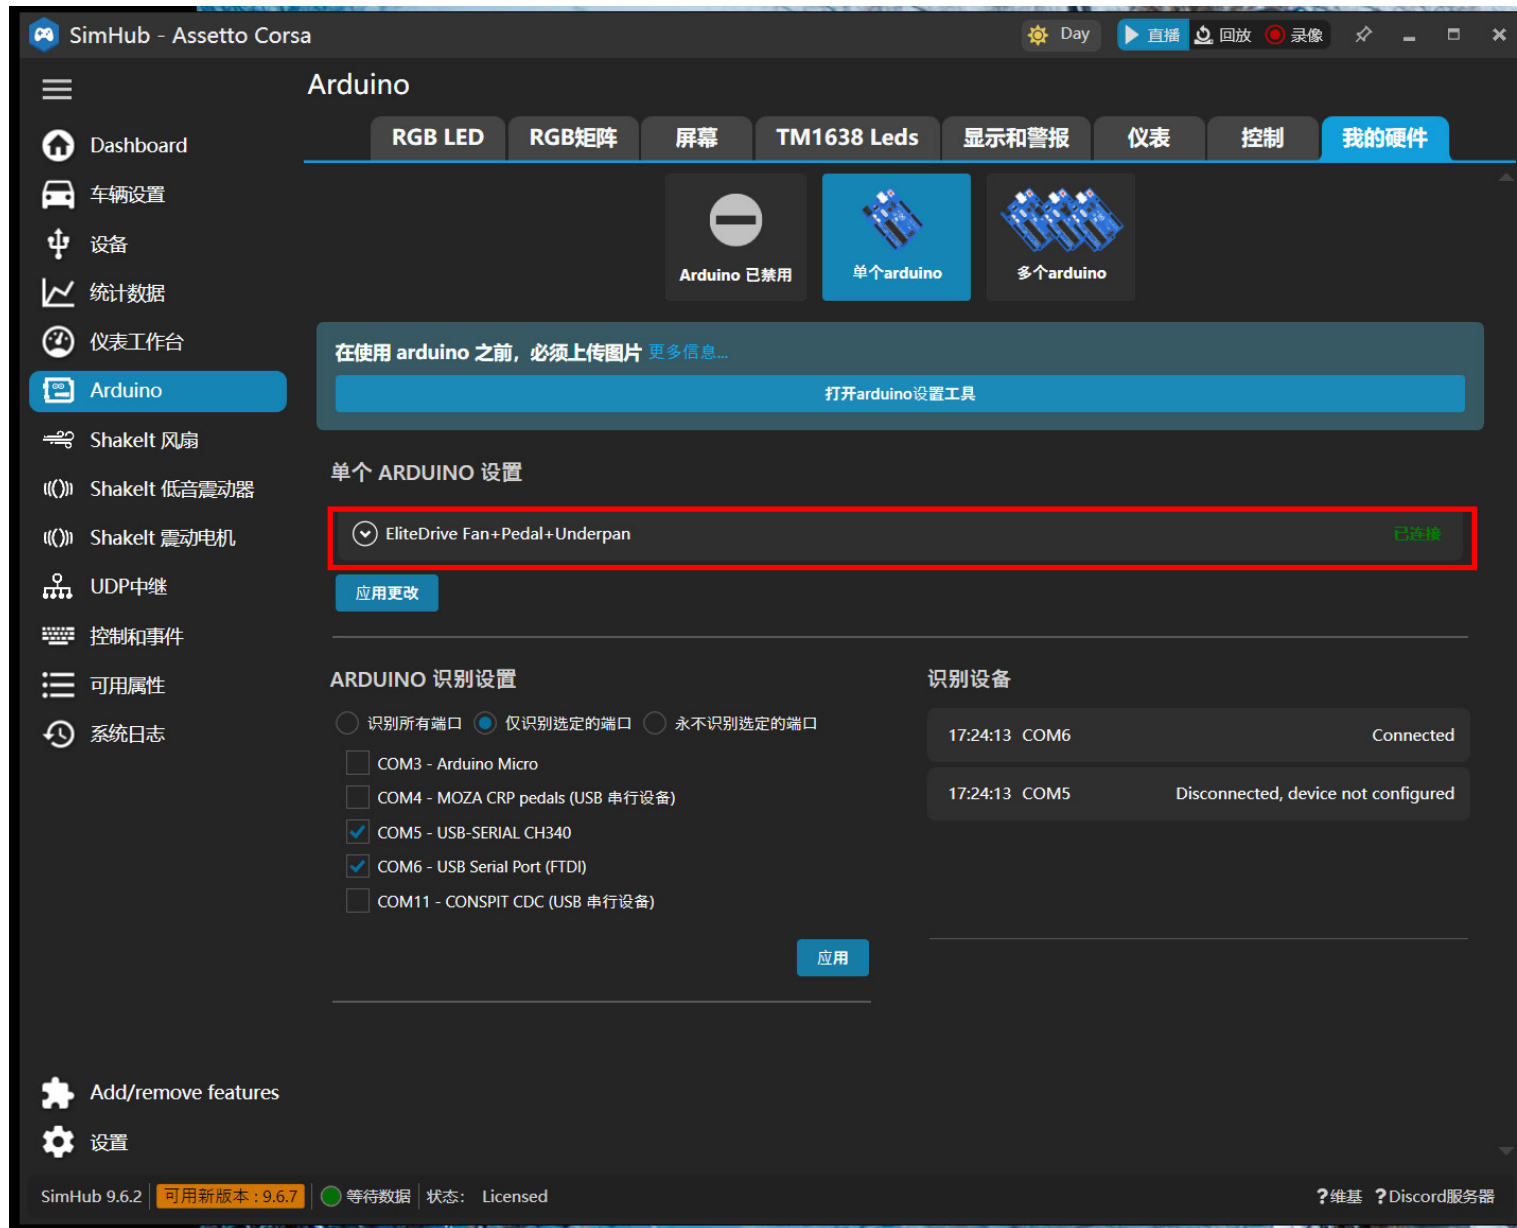 SimHub - Assetto Corsa
Day
直播
回放
录像
Arduino
RGB LED
RGB矩阵
屏幕
TM1638 Leds
显示和警报
仪表
控制
我的硬件
Dashboard
车辆设置
设备
统计数据
仪表工作台
Arduino
ShakeIt 风扇
ShakeIt 低音震动器
ShakeIt 震动电机
UDP中继
控制和事件
可用属性
系统日志
Add/remove features
设置
Arduino 已禁用
单个arduino
多个arduino
在使用 arduino 之前，必须上传图片 更多信息...
打开arduino设置工具
单个 ARDUINO 设置
EliteDrive Fan+Pedal+Underpan
已连接
应用更改
ARDUINO 识别设置
识别所有端口
仅识别选定的端口
永不识别选定的端口
COM3 - Arduino Micro
COM4 - MOZA CRP pedals (USB 串行设备)
COM5 - USB-SERIAL CH340
COM6 - USB Serial Port (FTDI)
COM11 - CONSPIT CDC (USB 串行设备)
应用
识别设备
17:24:13 COM6 Connected
17:24:13 COM5 Disconnected, device not configured
SimHub 9.6.2
可用新版本 : 9.6.7
等待数据
状态： Licensed
?维基
?Discord服务器